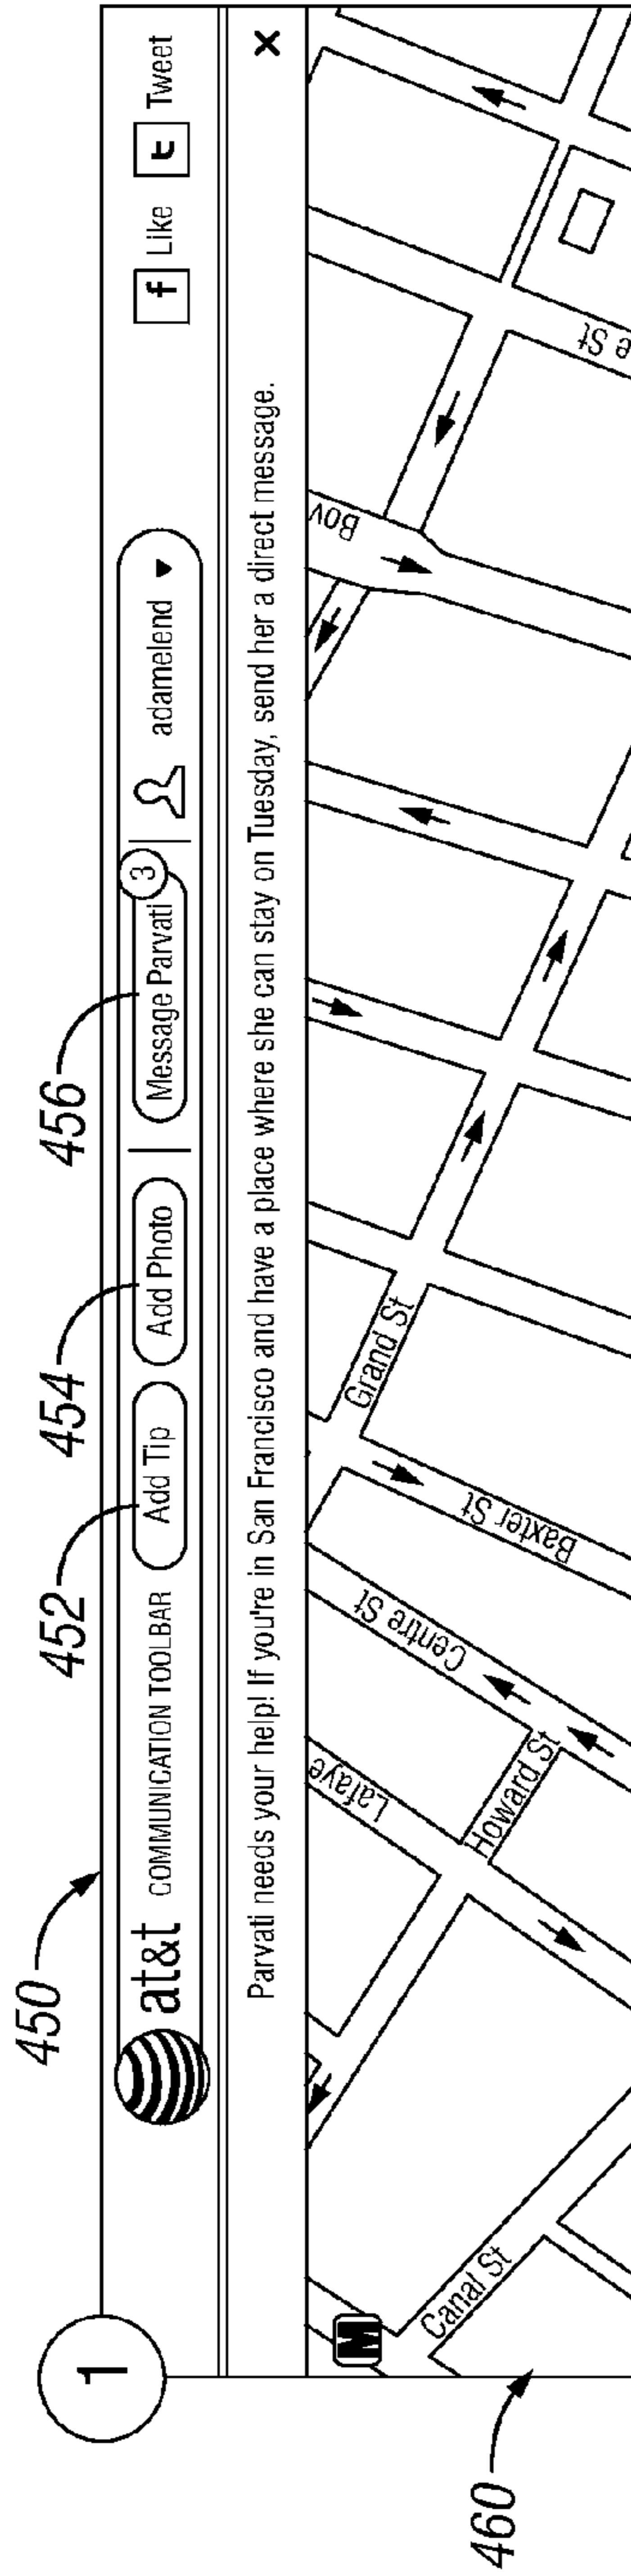 1
450
452
454
456
at&t COMMUNICATION TOOLBAR Add Tip Add Photo Message Parvati 3 adamelend f Like t Tweet
Parvati needs your help! If you're in San Francisco and have a place where she can stay on Tuesday, send her a direct message. X
M
Canal St
Lafaye
Howard St
Centre St
Baxter St
Grand St
Bov
e St
460